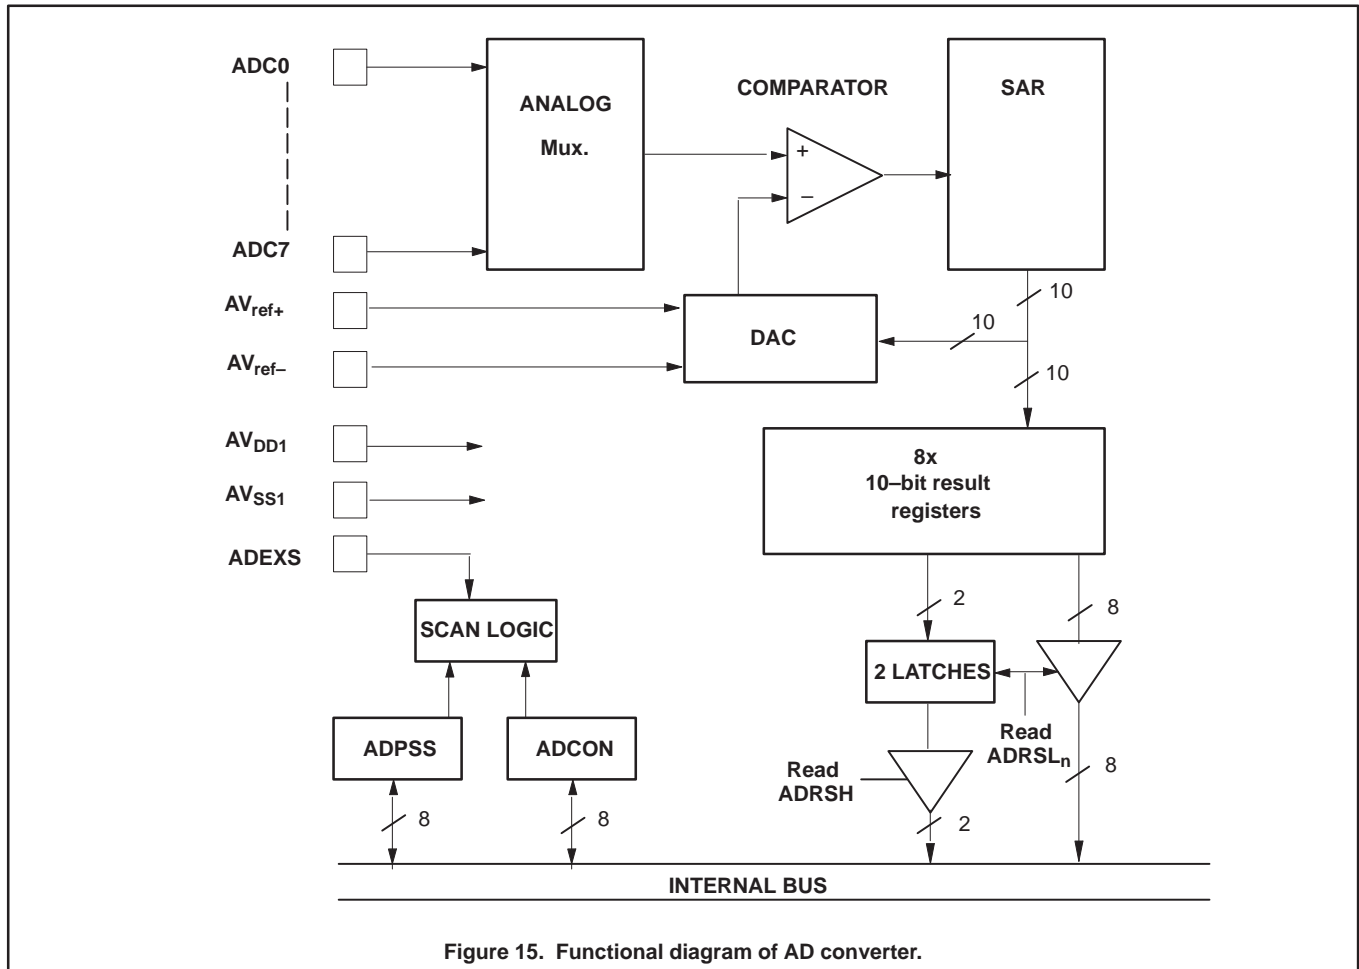 ADC0
ADC7
AVref+
AVref–
AVDD1
AVSS1
ADEXS
ANALOG
Mux.
COMPARATOR
+
–
SAR
10
10
10
DAC
8x
10–bit result
registers
2
8
SCAN LOGIC
2 LATCHES
Read
ADRSLn
ADPSS
ADCON
Read
ADRSH
8
8
8
2
INTERNAL BUS
Figure 15. Functional diagram of AD converter.